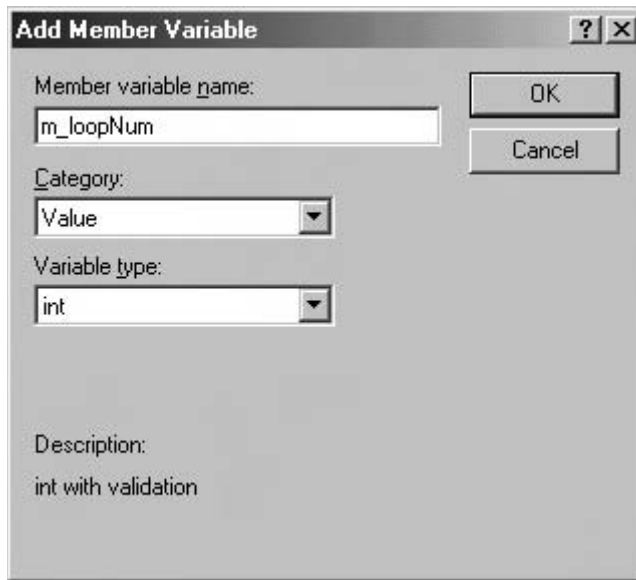 Add Member Variable
Member variable name:
m_loopNum
OK
Cancel
Category:
Value
Variable type:
int
Description:
int with validation